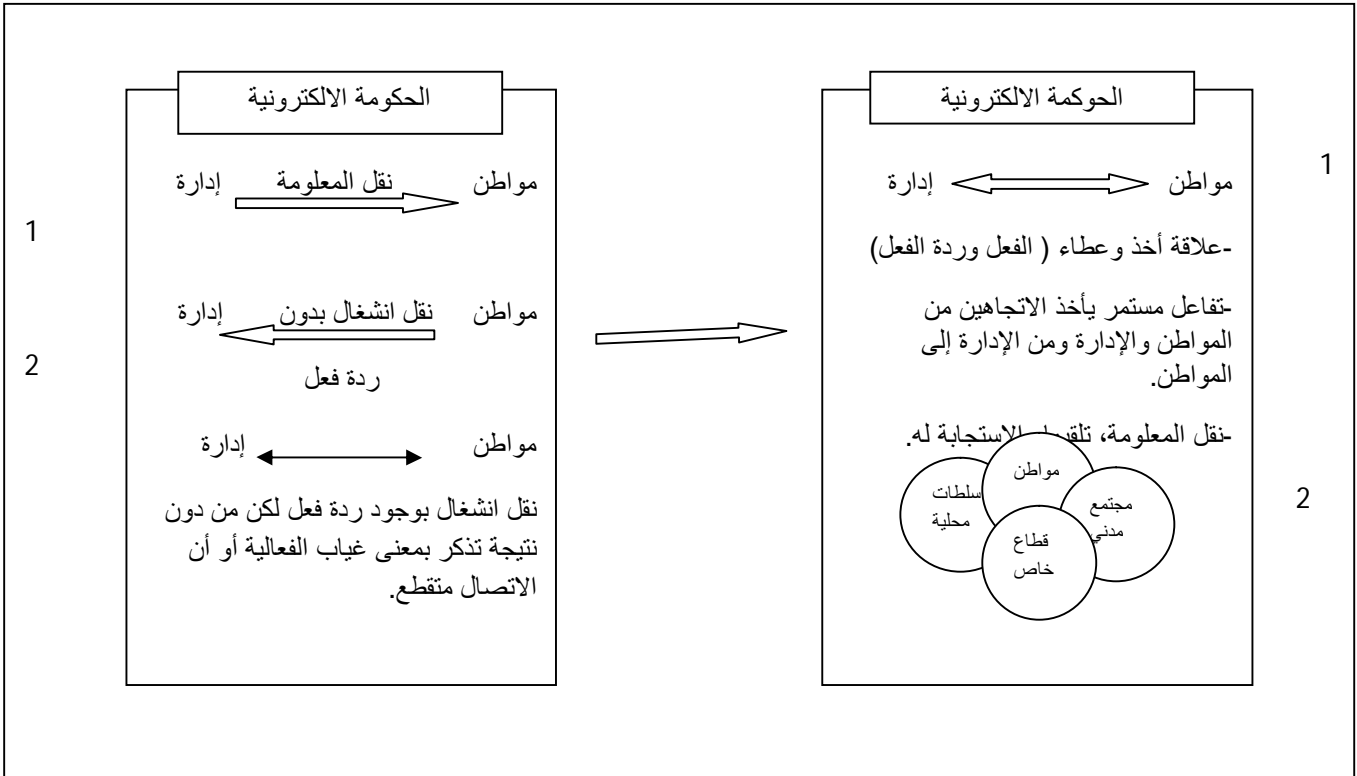 الحوكمة الالكترونية
1
مواطن إدارة
-علاقة أخذ وعطاء ( الفعل وردة الفعل)
-تفاعل مستمر يأخذ الاتجاهين من
المواطن والإدارة ومن الإدارة إلى
المواطن.
-نقل المعلومة، الاستجابة له.
مواطن
سلطات
محلية
مجتمع
مدني
قطاع
خاص
2
الحكومة الالكترونية
مواطن نقل المعلومة إدارة
1
مواطن نقل انشغال بدون إدارة
ردة فعل
2
مواطن إدارة
نقل انشغال بوجود ردة فعل لكن من دون
نتيجة تذكر بمعنى غياب الفعالية أو أن
الاتصال متقطع.